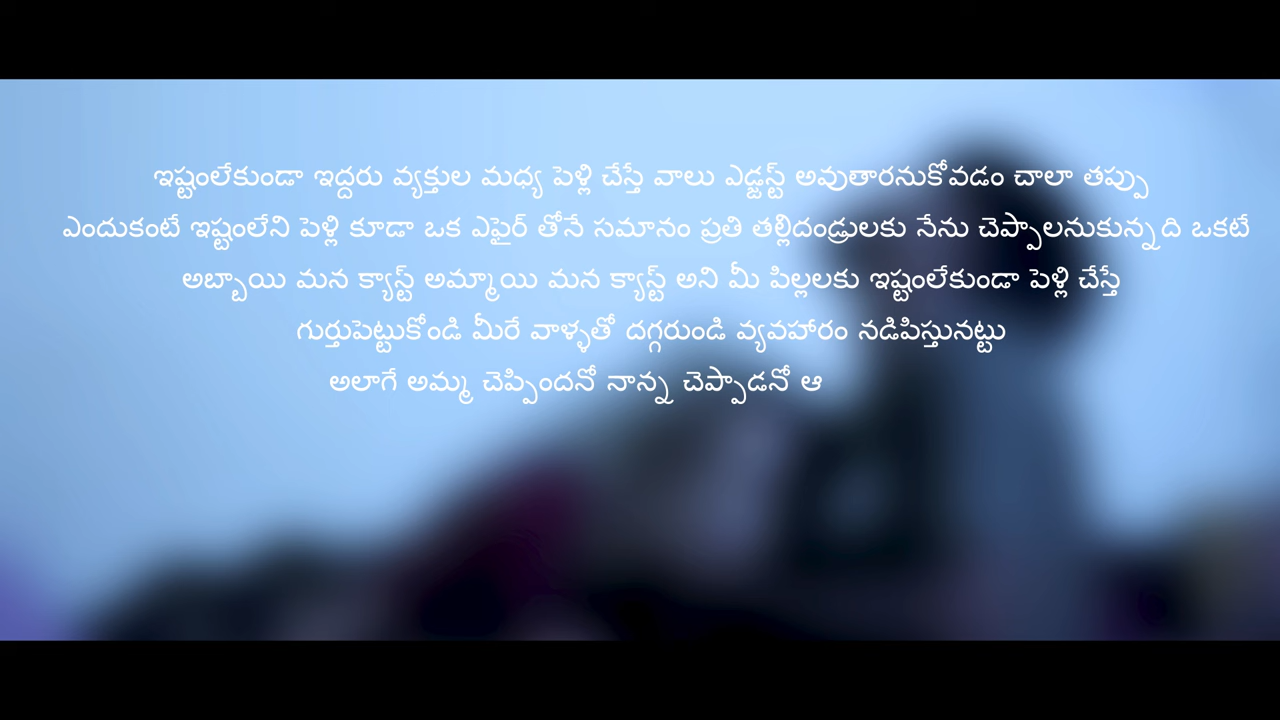 ఇష్టంలేకుండా ఇద్దరు వ్యక్తుల మధ్య పెళ్లి చేస్తే వాలు ఎడ్జస్ట్ అవుతారనుకోవడం చాలా తప్పు
ఎందుకంటే ఇష్టంలేని పెళ్లి కూడా ఒక ఎఫైర్ తోనే సమానం ప్రతి తల్లిదండ్రులకు నేను చెప్పాలనుకున్నది ఒకటే
అబ్బాయి మన క్యాస్ట్ అమ్మాయి మన క్యాస్ట్ అని మీ పిల్లలకు ఇష్టంలేకుండా పెళ్లి చేస్తే
గుర్తుపెట్టుకోండి మీరే వాళ్ళతో దగ్గరుండి వ్యవహారం నడిపిస్తునట్టు
అలాగే అమ్మ చెప్పిందనో నాన్న చెప్పాడనో ఆ